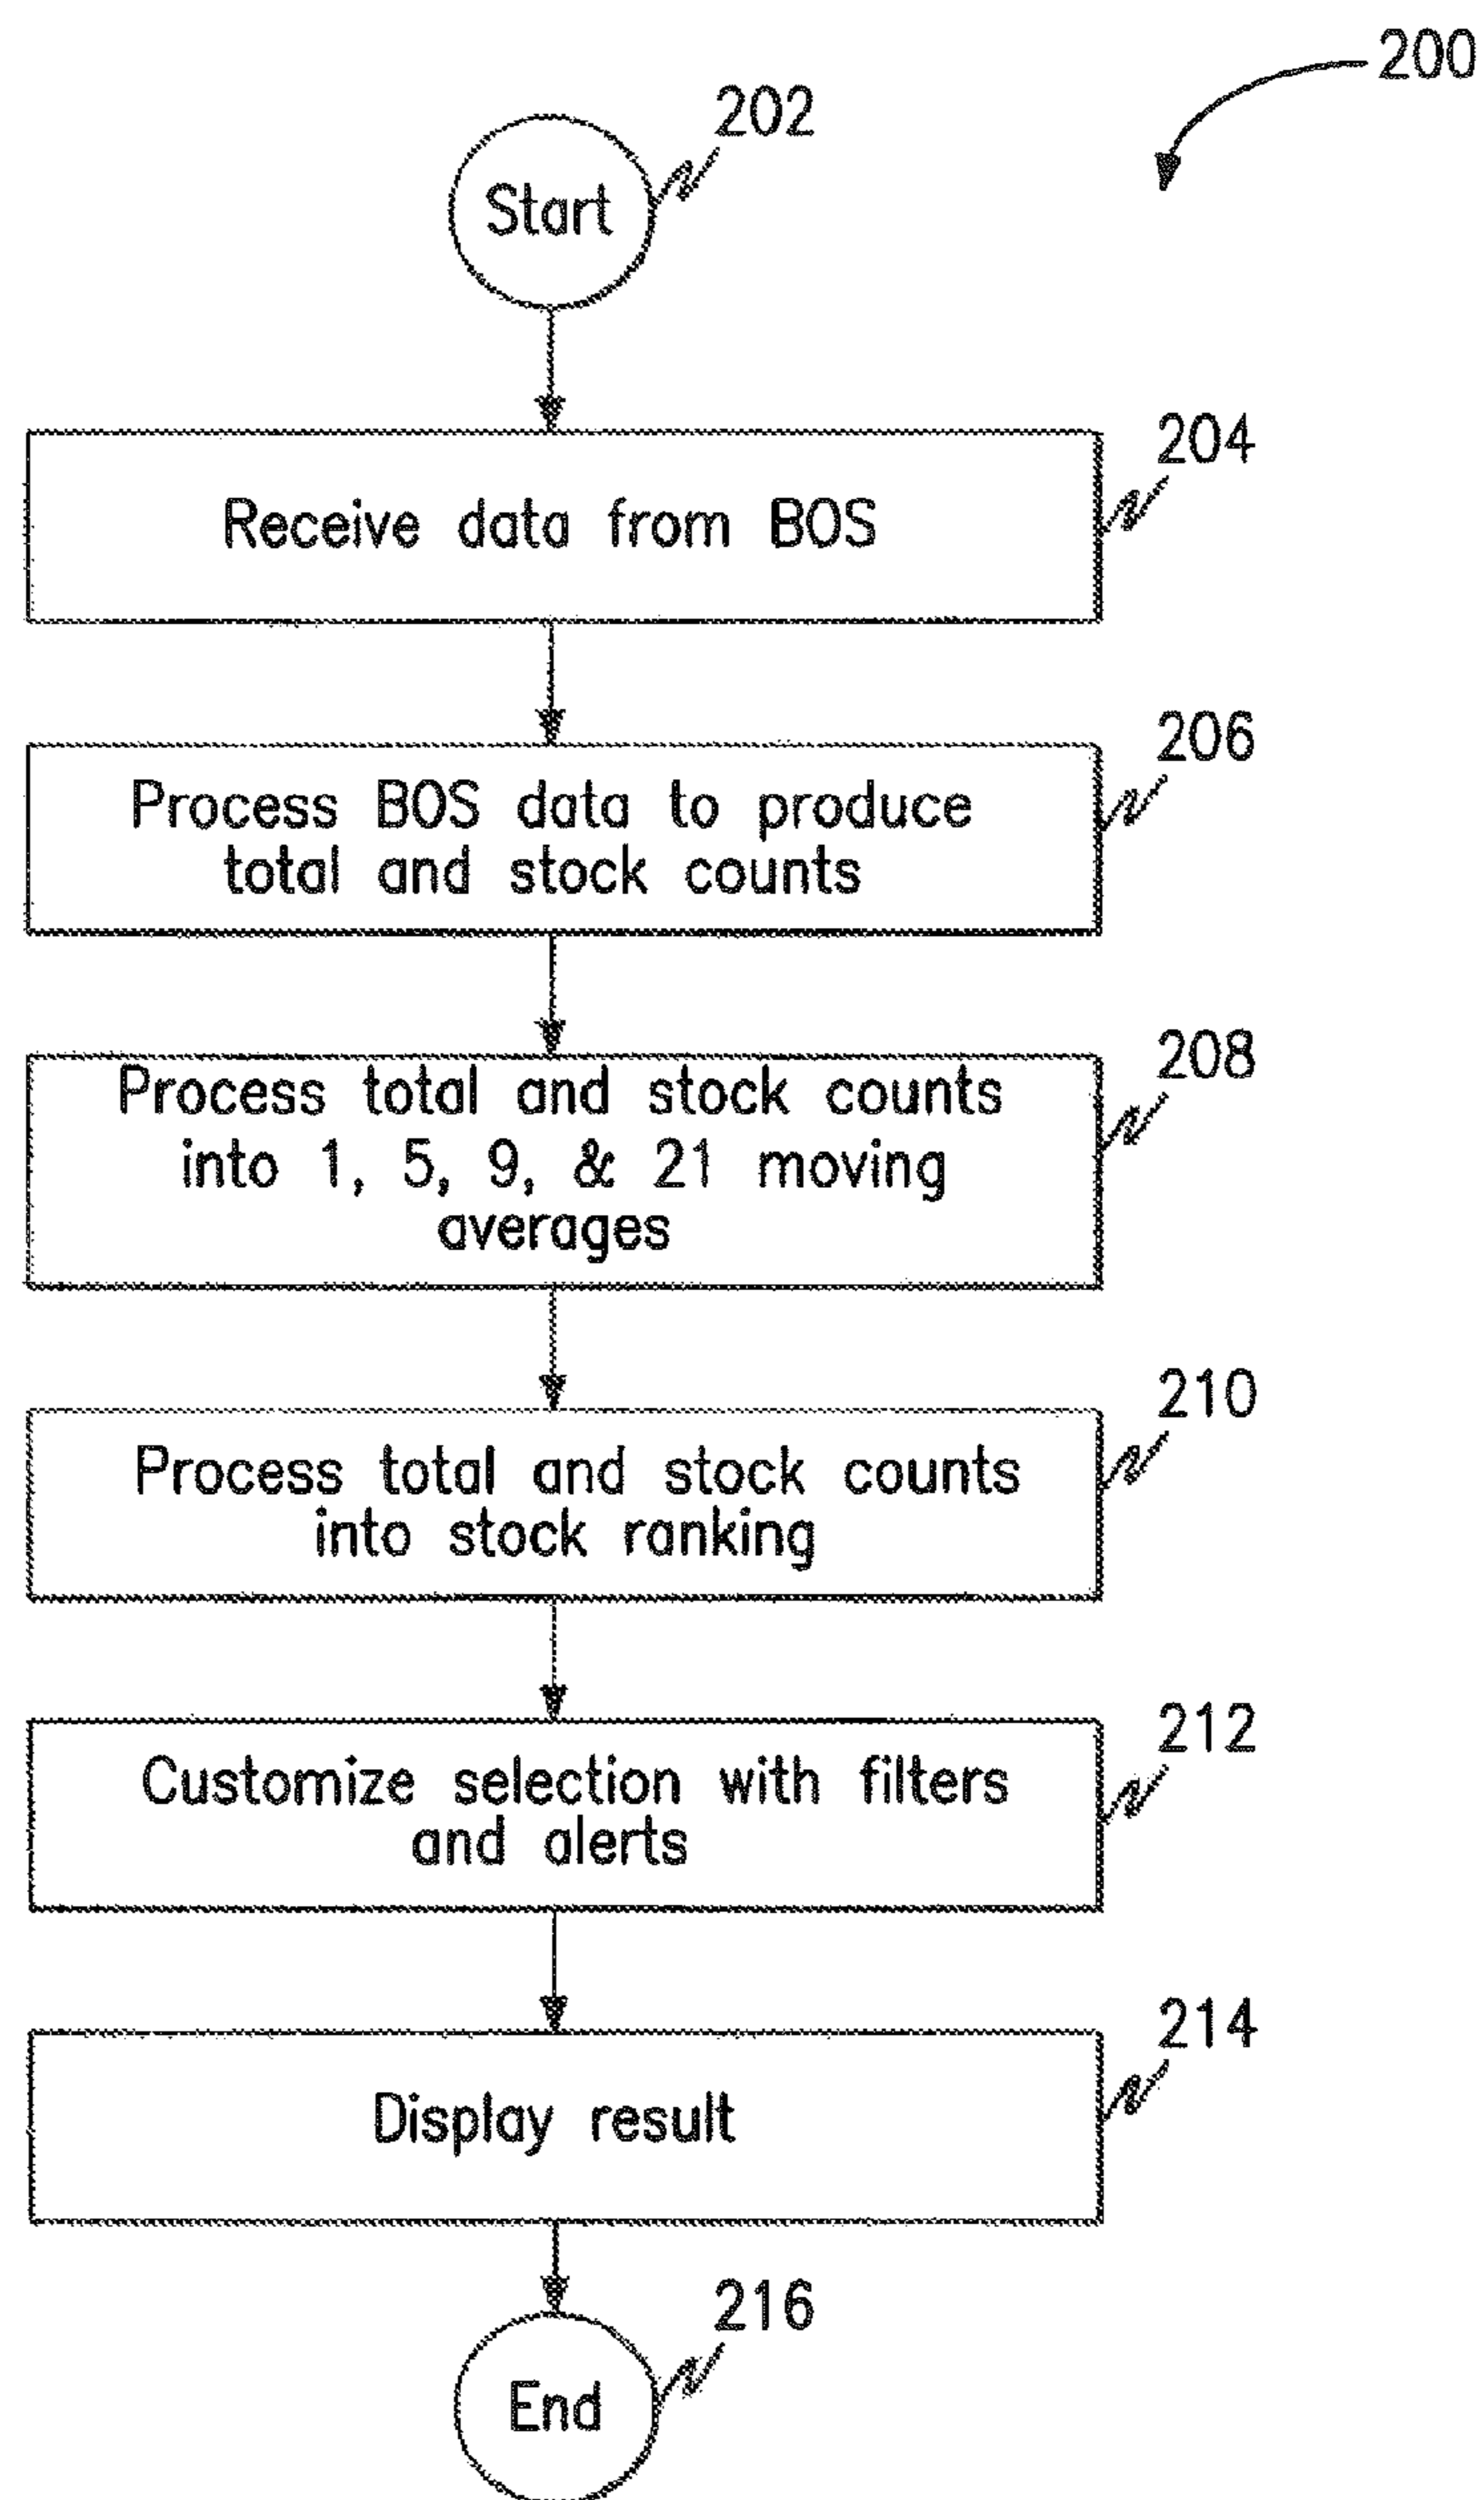 200
202
Start
204
Receive data from BOS
206
Process BOS data to produce
total and stock counts
208
Process total and stock counts
into 1, 5, 9, & 21 moving
averages
210
Process total and stock counts
into stock ranking
212
Customize selection with filters
and alerts
214
Display result
216
End